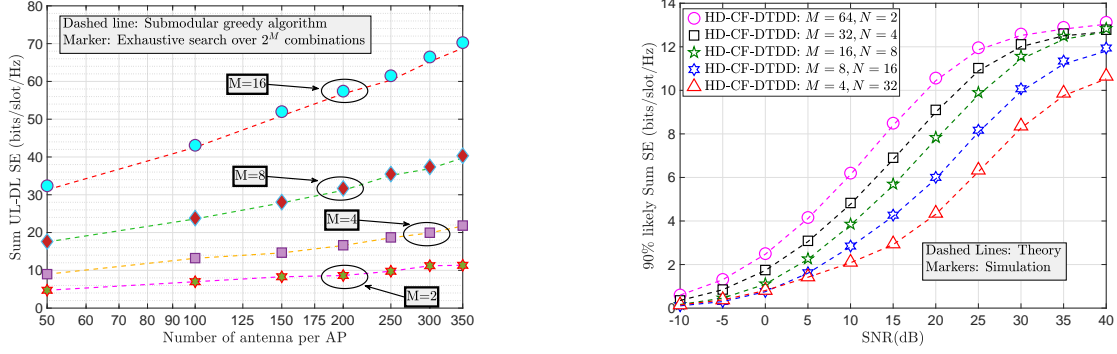 Dashed line: Submodular greedy algorithm
Marker: Exhaustive search over 2^M combinations
M=16
M=8
M=4
M=2
80
70
60
50
40
30
20
10
0
50 60 70 80 100 125 150 175 200 250 300 350
Number of antenna per AP
Sum UL-DL SE (bits/slot/Hz)
HD-CF-DTDD: M = 64, N = 2
HD-CF-DTDD: M = 32, N = 4
HD-CF-DTDD: M = 16, N = 8
HD-CF-DTDD: M = 8, N = 16
HD-CF-DTDD: M = 4, N = 32
Dashed Lines: Theory
Markers: Simulation
14
12
10
8
6
4
2
0
-10 -5 0 5 10 15 20 25 30 35 40
SNR(dB)
90% likely Sum SE (bits/slot/Hz)